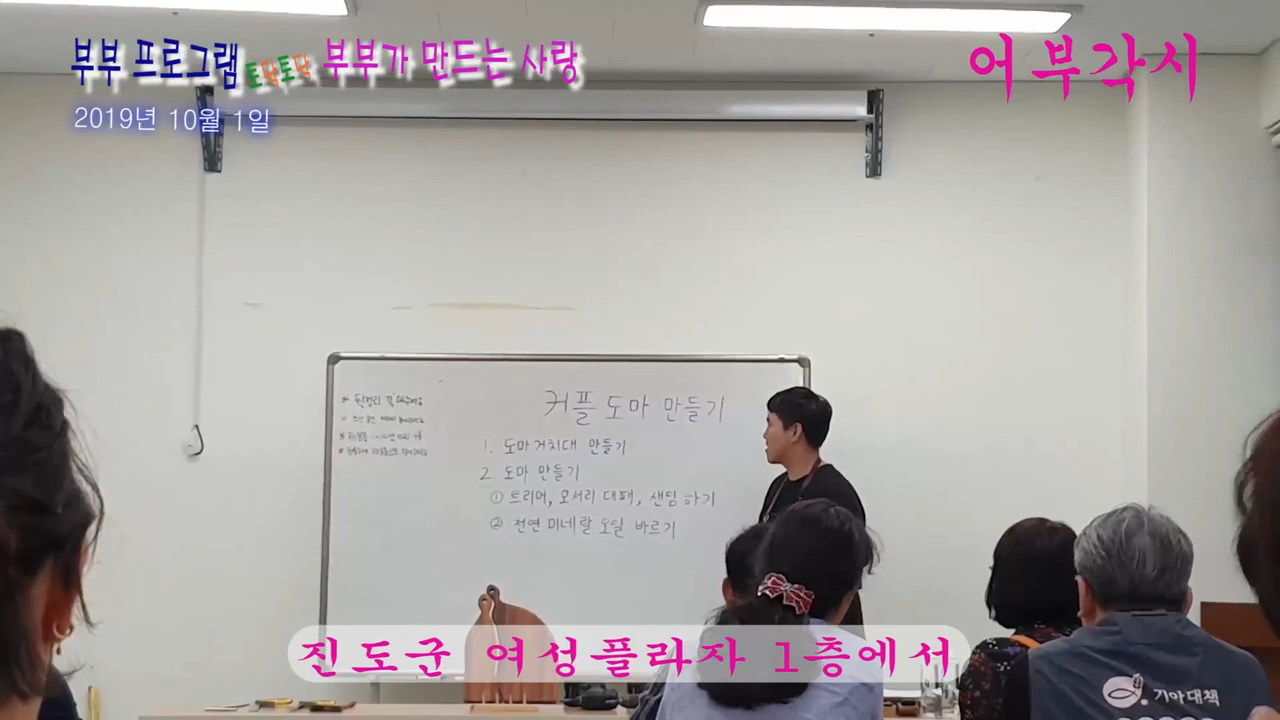 부부 프로그램 토닥토닥 부부가 만드는 사랑
어부각시
2019년 10월 1일
커플 도마 만들기
1. 도마거치대 만들기
2. 도마 만들기
① 트리머, 모서리 대패, 샌딩하기
② 천연 미네랄 오일 바르기
진도군 여성플라자 1층에서
기아대책